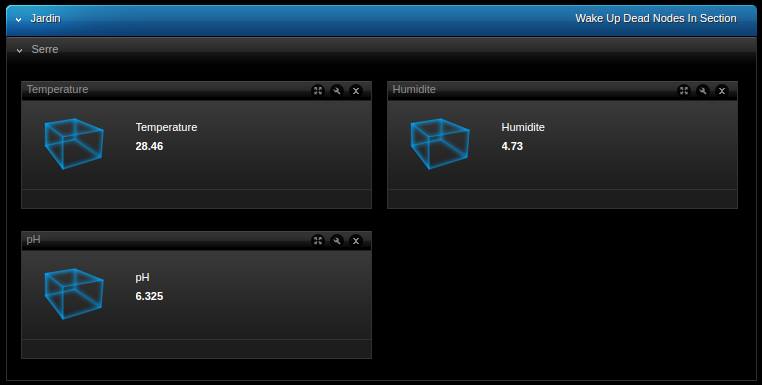 Jardin
Wake Up Dead Nodes In Section
Serre
Temperature
Humidite
Temperature
28.46
Humidite
4.73
pH
pH
6.325